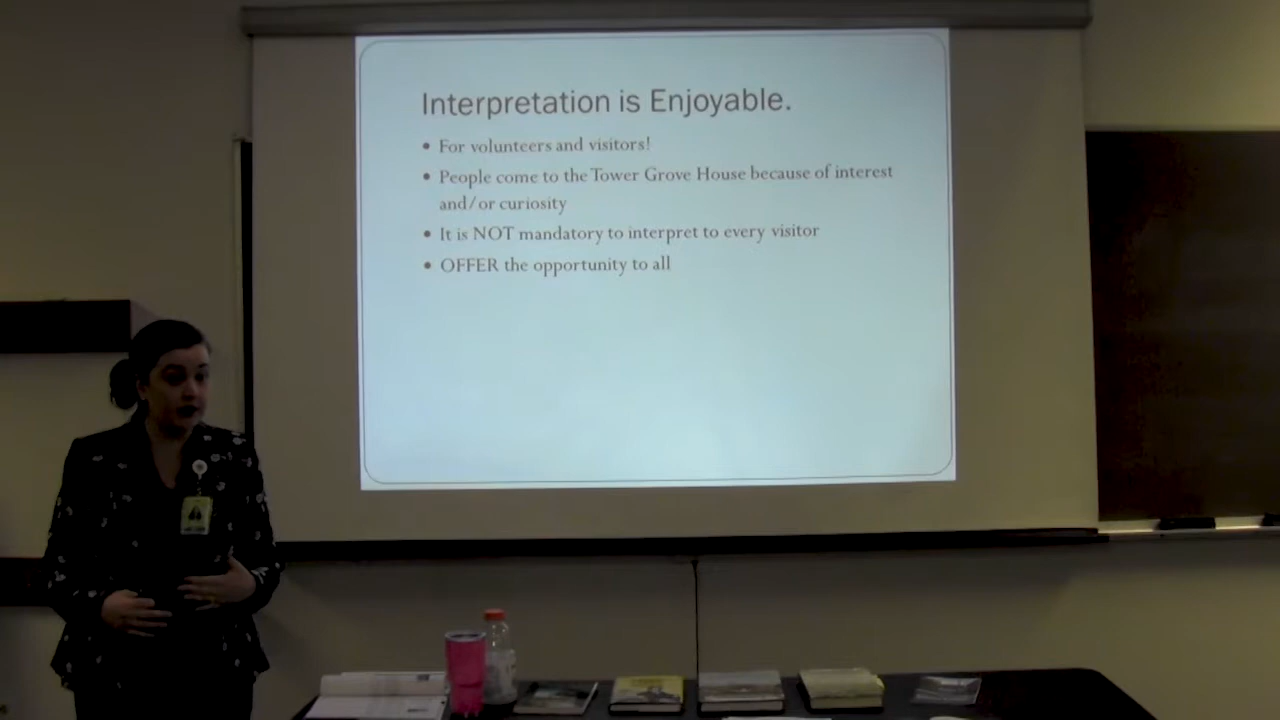 Interpretation is Enjoyable.
• For volunteers and visitors!
• People come to the Tower Grove House because of interest
and/or curiosity
• It is NOT mandatory to interpret to every visitor
• OFFER the opportunity to all